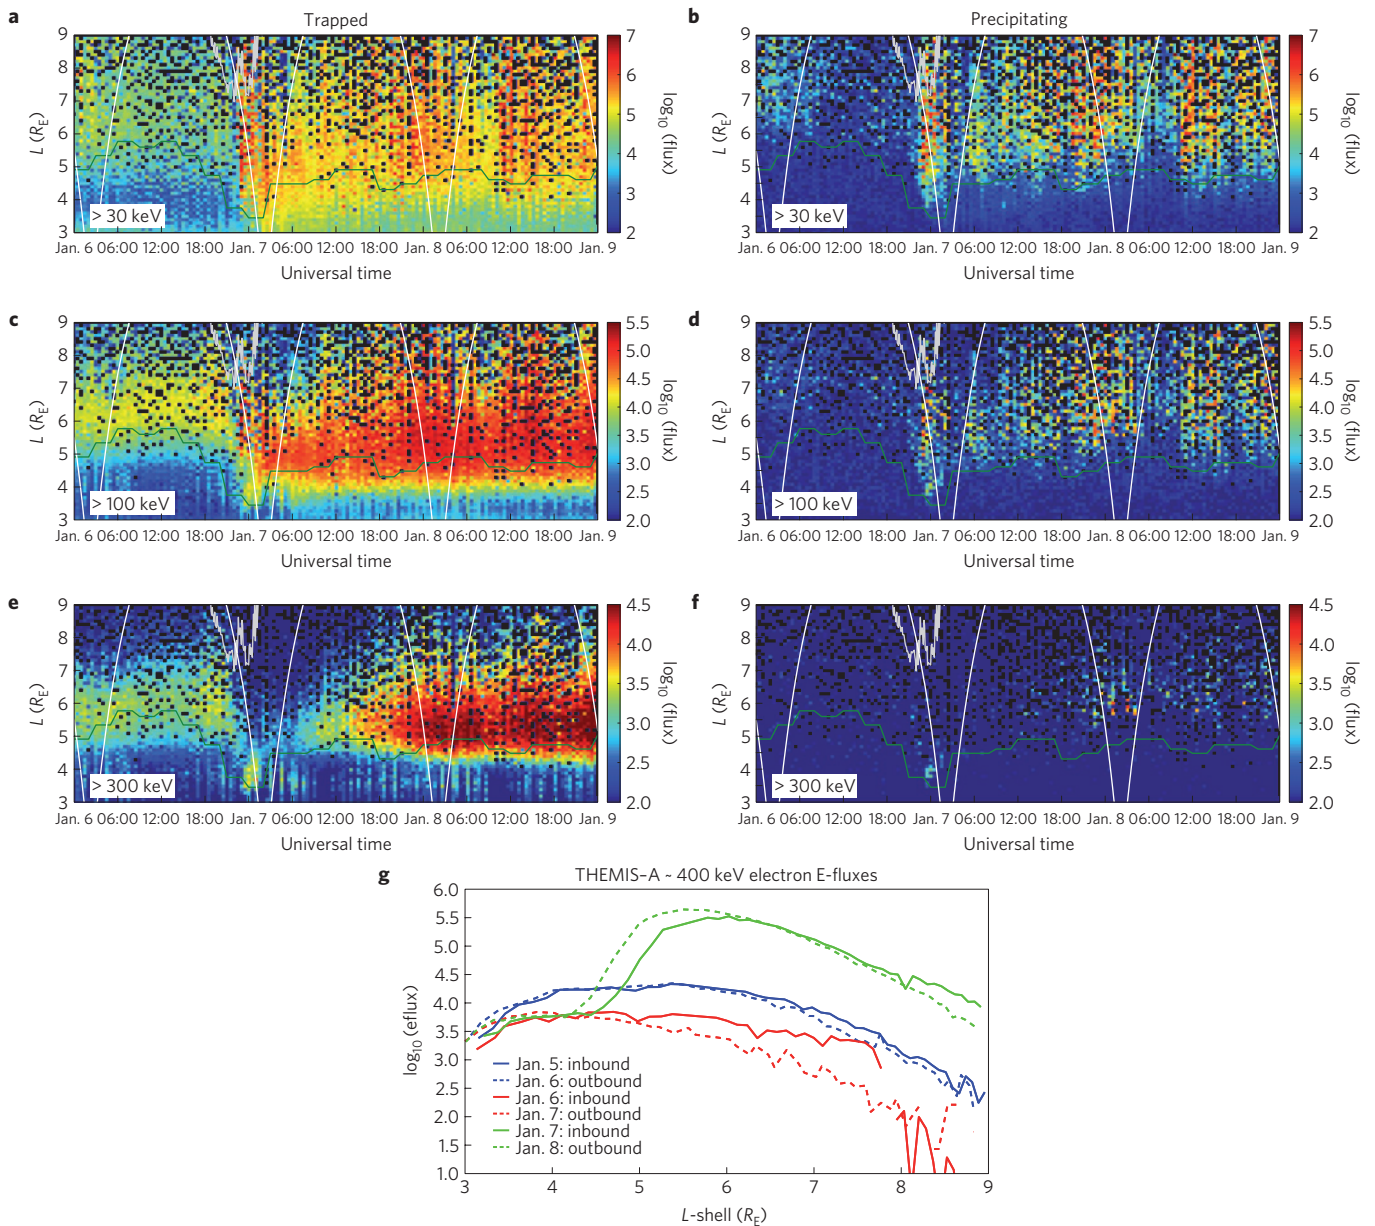 a Trapped
9
8
7
6
5
4
3
L (RE)
> 30 keV
Jan. 6 06:00 12:00 18:00 Jan. 7 06:00 12:00 18:00 Jan. 8 06:00 12:00 18:00 Jan. 9
Universal time
7
6
5
4
3
2
log10 (flux)
b Precipitating
9
8
7
6
5
4
3
L (RE)
> 30 keV
Jan. 6 06:00 12:00 18:00 Jan. 7 06:00 12:00 18:00 Jan. 8 06:00 12:00 18:00 Jan. 9
Universal time
7
6
5
4
3
2
log10 (flux)
c
9
8
7
6
5
4
3
L (RE)
> 100 keV
Jan. 6 06:00 12:00 18:00 Jan. 7 06:00 12:00 18:00 Jan. 8 06:00 12:00 18:00 Jan. 9
Universal time
5.5
5.0
4.5
4.0
3.5
3.0
2.5
2.0
log10 (flux)
d
9
8
7
6
5
4
3
L (RE)
> 100 keV
Jan. 6 06:00 12:00 18:00 Jan. 7 06:00 12:00 18:00 Jan. 8 06:00 12:00 18:00 Jan. 9
Universal time
5.5
5.0
4.5
4.0
3.5
3.0
2.5
2.0
log10 (flux)
e
9
8
7
6
5
4
3
L (RE)
> 300 keV
Jan. 6 06:00 12:00 18:00 Jan. 7 06:00 12:00 18:00 Jan. 8 06:00 12:00 18:00 Jan. 9
Universal time
4.5
4.0
3.5
3.0
2.5
2.0
log10 (flux)
f
9
8
7
6
5
4
3
L (RE)
> 300 keV
Jan. 6 06:00 12:00 18:00 Jan. 7 06:00 12:00 18:00 Jan. 8 06:00 12:00 18:00 Jan. 9
Universal time
4.5
4.0
3.5
3.0
2.5
2.0
log10 (flux)
g THEMIS–A ~ 400 keV electron E-fluxes
6.0
5.5
5.0
4.5
4.0
3.5
3.0
2.5
2.0
1.5
1.0
log10 (eflux)
Jan. 5: inbound
Jan. 6: outbound
Jan. 6: inbound
Jan. 7: outbound
Jan. 7: inbound
Jan. 8: outbound
3 4 5 6 7 8 9
L-shell (RE)